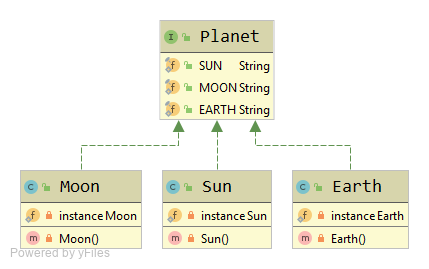 I Planet
f SUN String
f MOON String
f EARTH String
C Moon
f instance Moon
m Moon()
C Sun
f instance Sun
m Sun()
C Earth
f instance Earth
m Earth()
Powered by yFiles